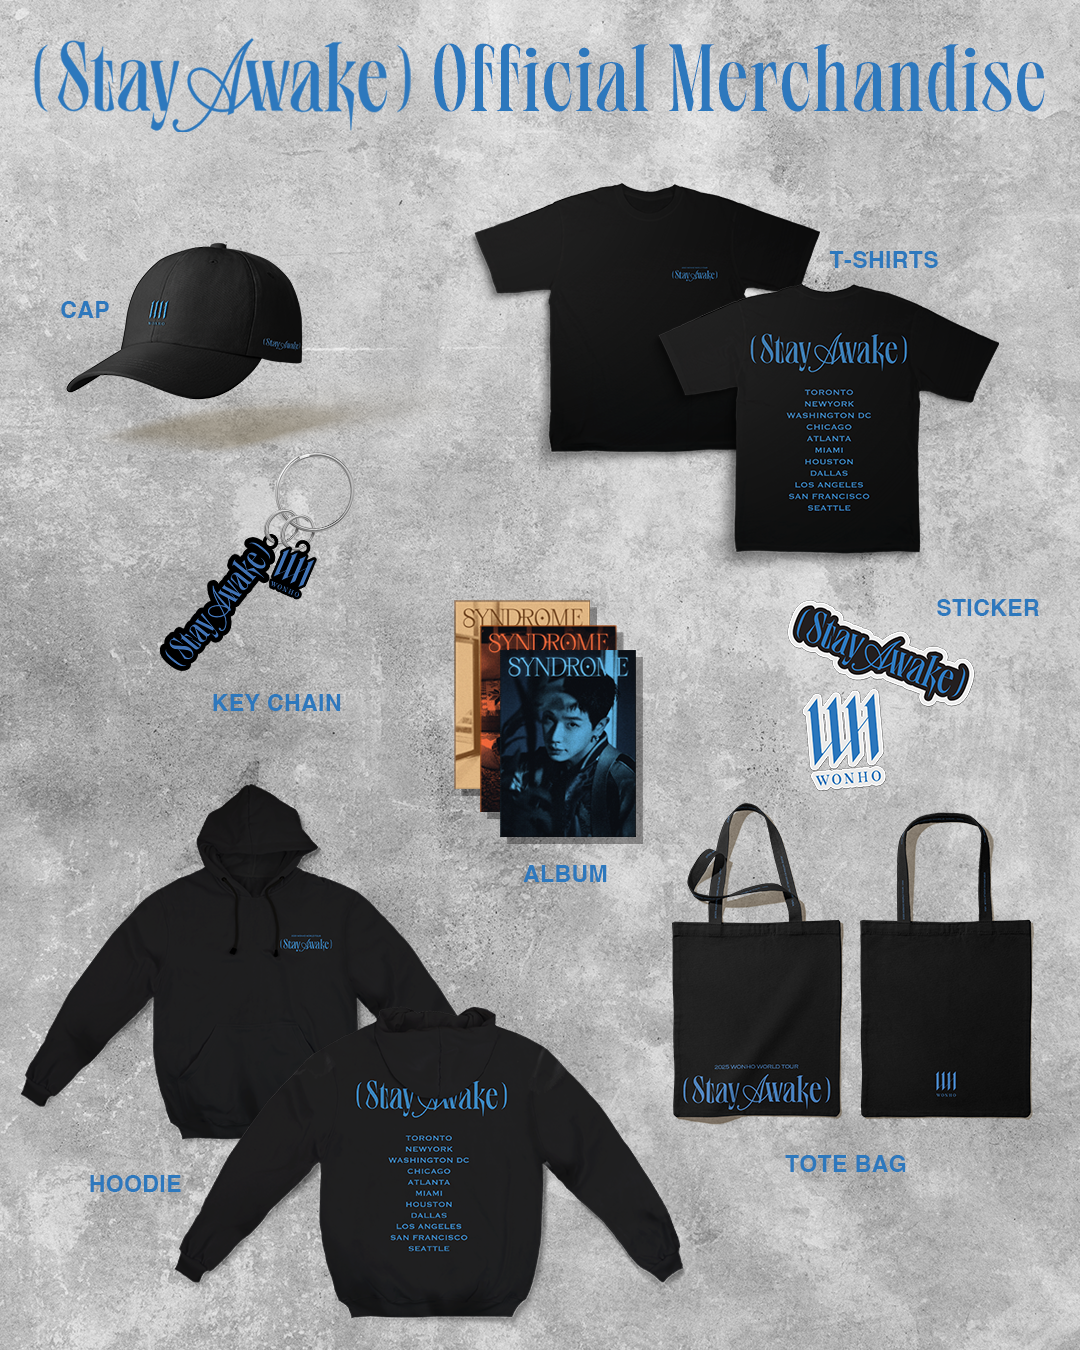 (Stay Awake) Official Merchandise
CAP
WONHO
(Stay Awake)
T-SHIRTS
(Stay Awake)
(Stay Awake)
TORONTO
NEWYORK
WASHINGTON DC
CHICAGO
ATLANTA
MIAMI
HOUSTON
DALLAS
LOS ANGELES
SAN FRANCISCO
SEATTLE
(Stay Awake)
WONHO
KEY CHAIN
SYNDROME
SYNDROME
SYNDROME
ALBUM
STICKER
(Stay Awake)
WONHO
(Stay Awake)
(Stay Awake)
TORONTO
NEWYORK
WASHINGTON DC
CHICAGO
ATLANTA
MIAMI
HOUSTON
DALLAS
LOS ANGELES
SAN FRANCISCO
SEATTLE
HOODIE
2025 WONHO WORLD TOUR
(Stay Awake)
WONHO
TOTE BAG